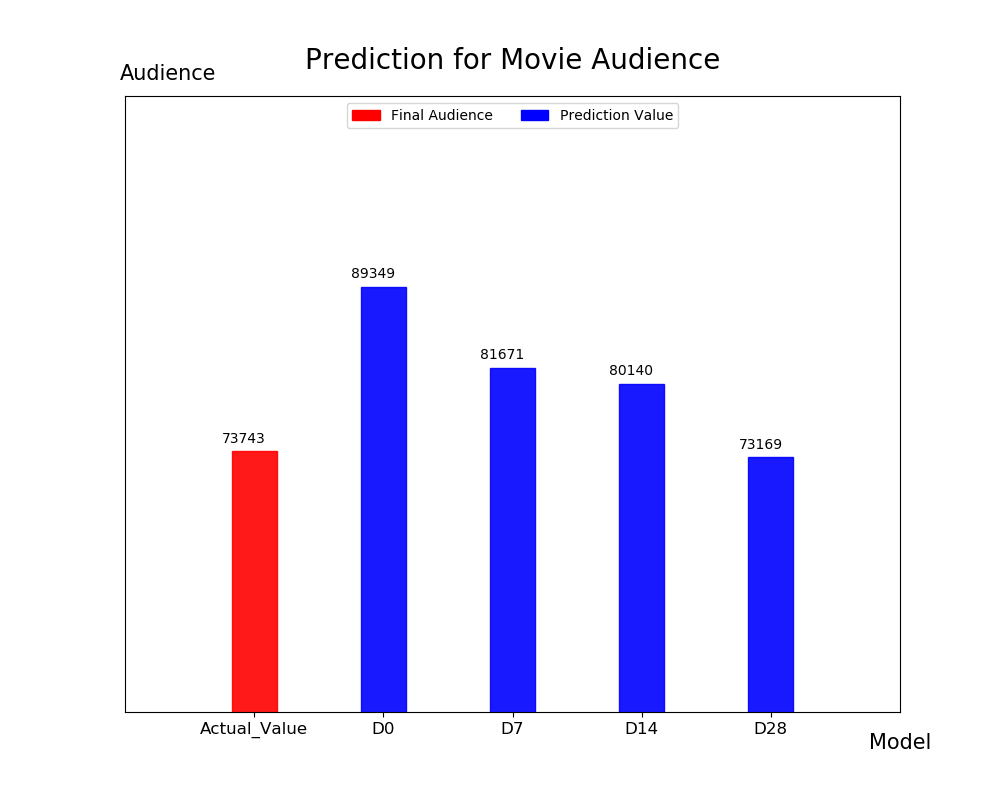 Prediction for Movie Audience
Audience
Final Audience Prediction Value
89349
81671
80140
73743
73169
Actual_Value D0 D7 D14 D28
Model